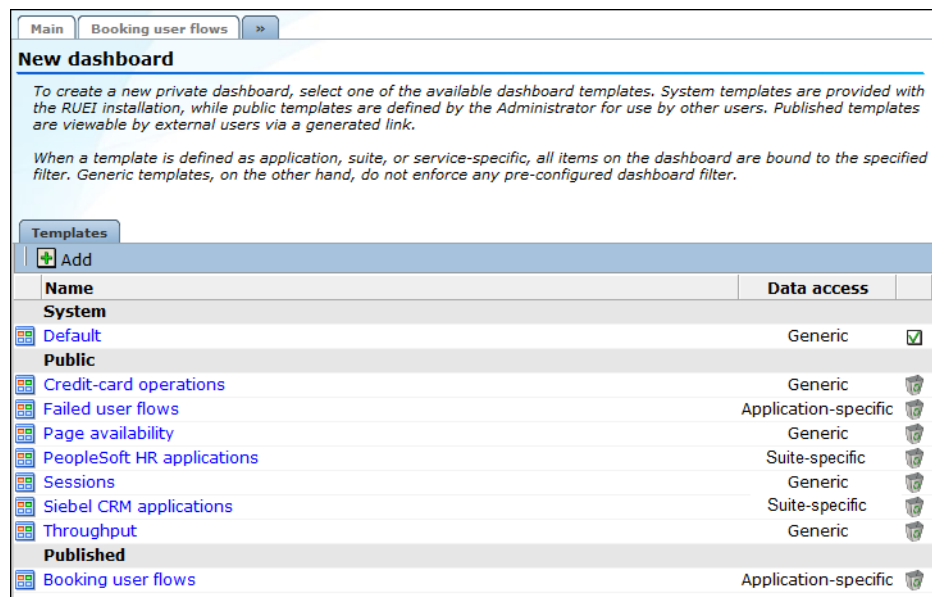 Main Booking user flows »
New dashboard
To create a new private dashboard, select one of the available dashboard templates. System templates are provided with
the RUEI installation, while public templates are defined by the Administrator for use by other users. Published templates
are viewable by external users via a generated link.
When a template is defined as application, suite, or service-specific, all items on the dashboard are bound to the specified
filter. Generic templates, on the other hand, do not enforce any pre-configured dashboard filter.
Templates
Add
Name Data access
System
Default Generic
Public
Credit-card operations Generic
Failed user flows Application-specific
Page availability Generic
PeopleSoft HR applications Suite-specific
Sessions Generic
Siebel CRM applications Suite-specific
Throughput Generic
Published
Booking user flows Application-specific